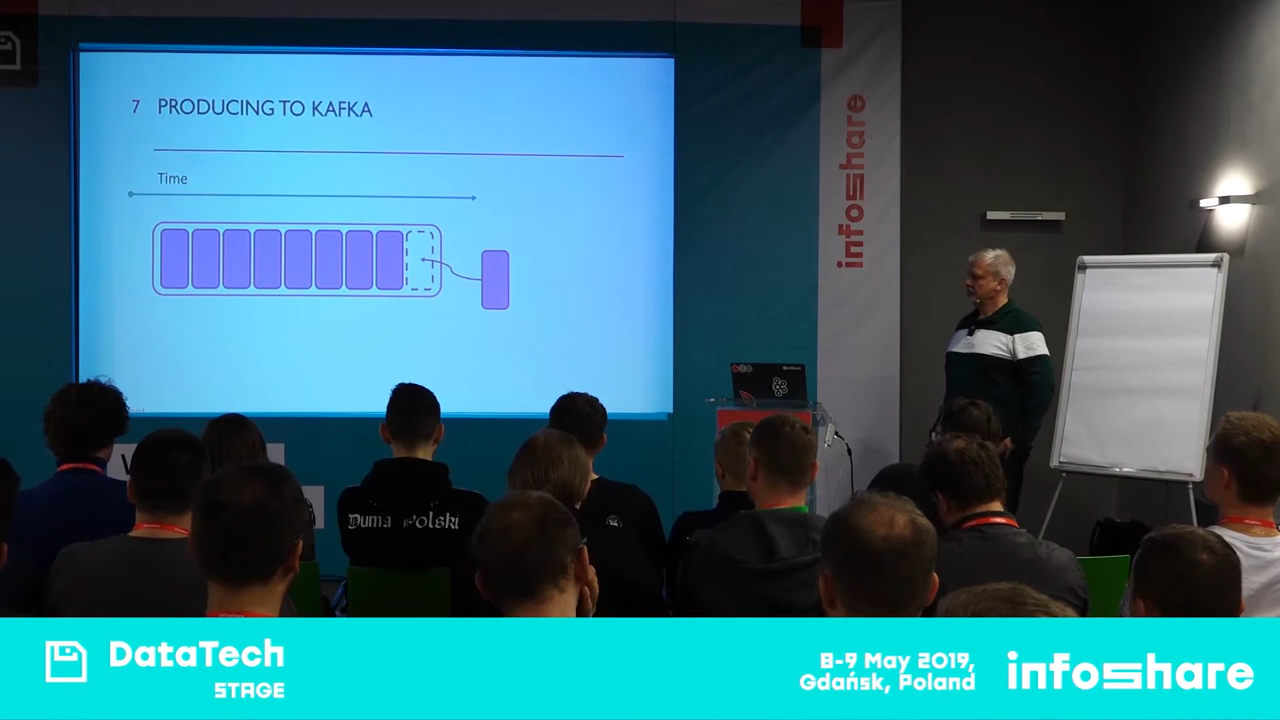 7 PRODUCING TO KAFKA
Time
infoshare
Duma Polski
DataTech
STAGE
8-9 May 2019,
Gdańsk, Poland
infoshare